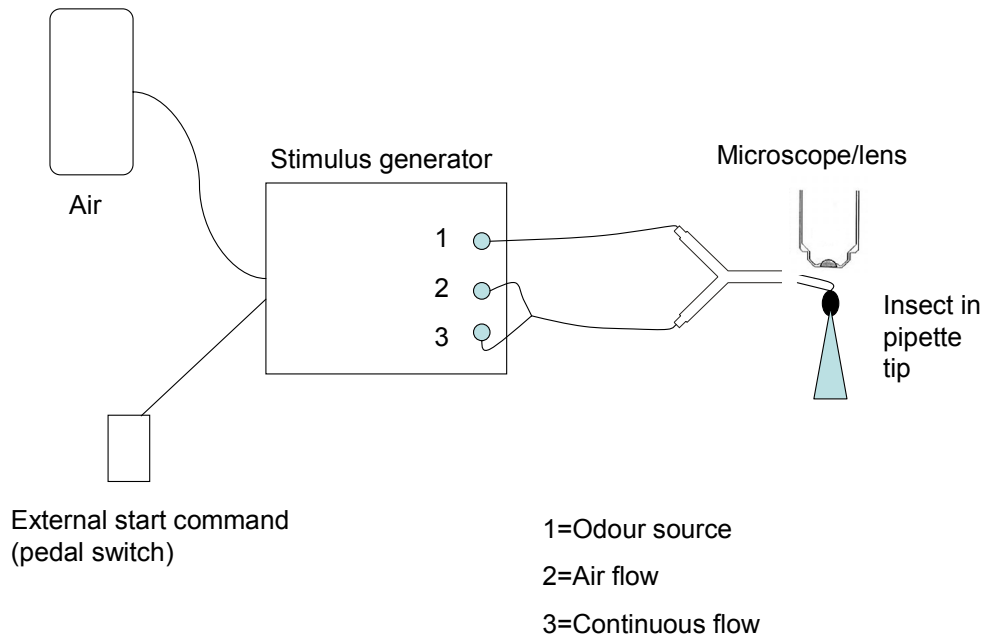 Air
Stimulus generator
Microscope/lens
1
2
3
Insect in
pipette
tip
External start command
(pedal switch)
1=Odour source
2=Air flow
3=Continuous flow